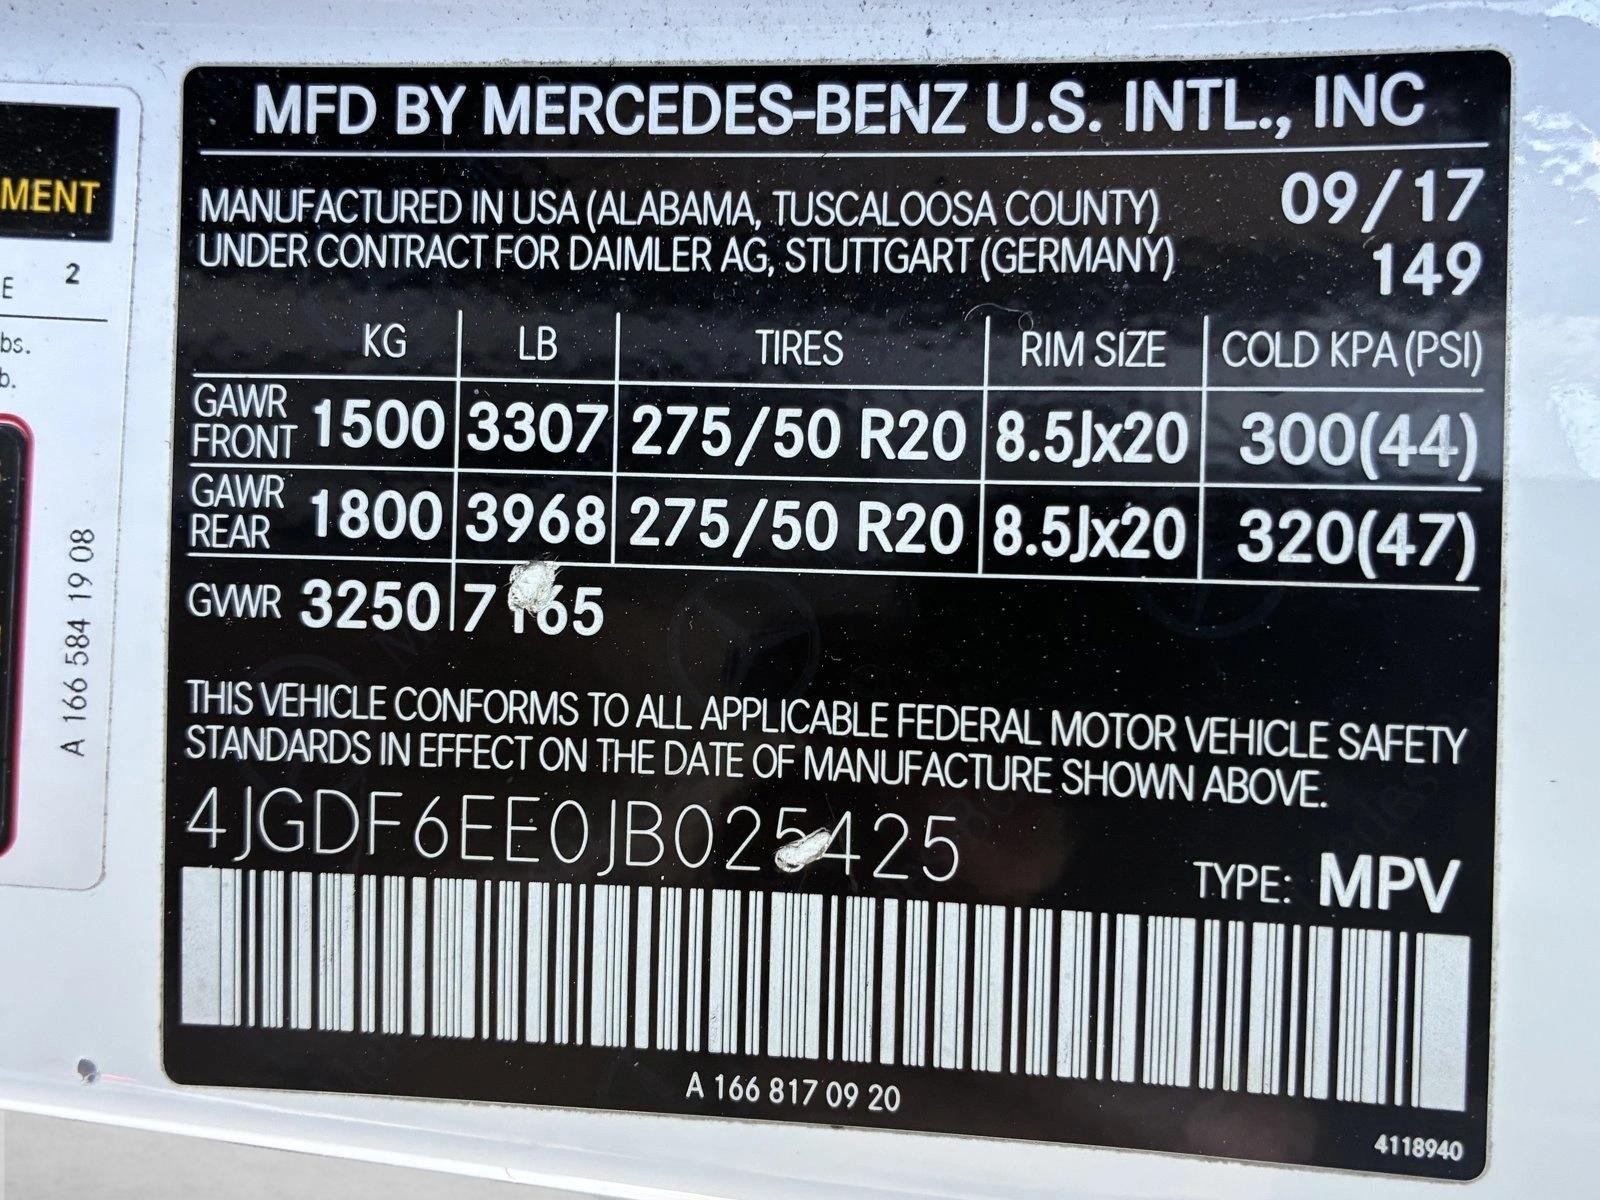 MENT
E 2
bs.
b.
A 166 584 19 08
MFD BY MERCEDES-BENZ U.S. INTL., INC
MANUFACTURED IN USA (ALABAMA, TUSCALOOSA COUNTY) 09/17
UNDER CONTRACT FOR DAIMLER AG, STUTTGART (GERMANY) 149
KG LB TIRES RIM SIZE COLD KPA (PSI)
GAWR FRONT 1500 3307 275/50 R20 8.5Jx20 300(44)
GAWR REAR 1800 3968 275/50 R20 8.5Jx20 320(47)
GVWR 3250 7165
THIS VEHICLE CONFORMS TO ALL APPLICABLE FEDERAL MOTOR VEHICLE SAFETY
STANDARDS IN EFFECT ON THE DATE OF MANUFACTURE SHOWN ABOVE.
4JGDF6EE0JB025425
TYPE: MPV
A 166 817 09 20
4118940